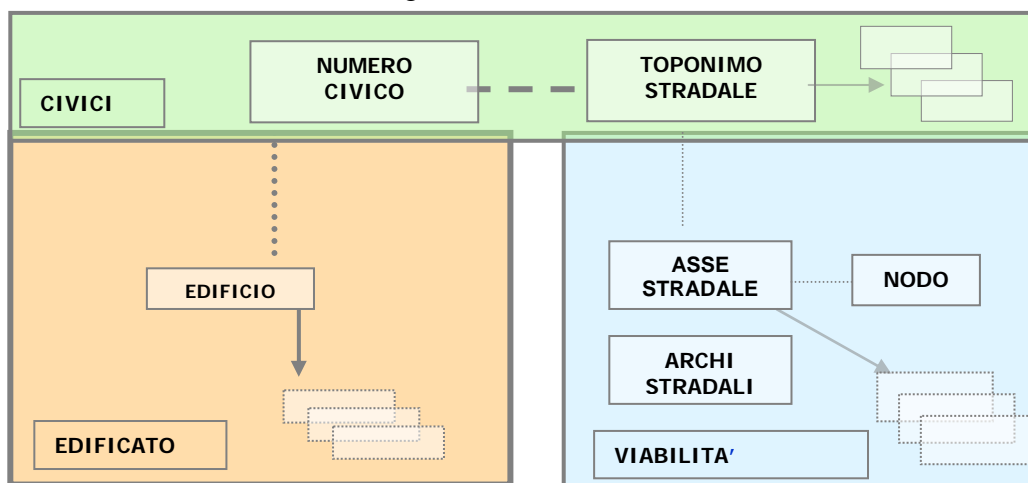 NUMERO
CIVICO
TOPONIMO
STRADALE
CIVICI
EDIFICIO
ASSE
STRADALE
NODO
ARCHI
STRADALI
EDIFICATO
VIABILITA'